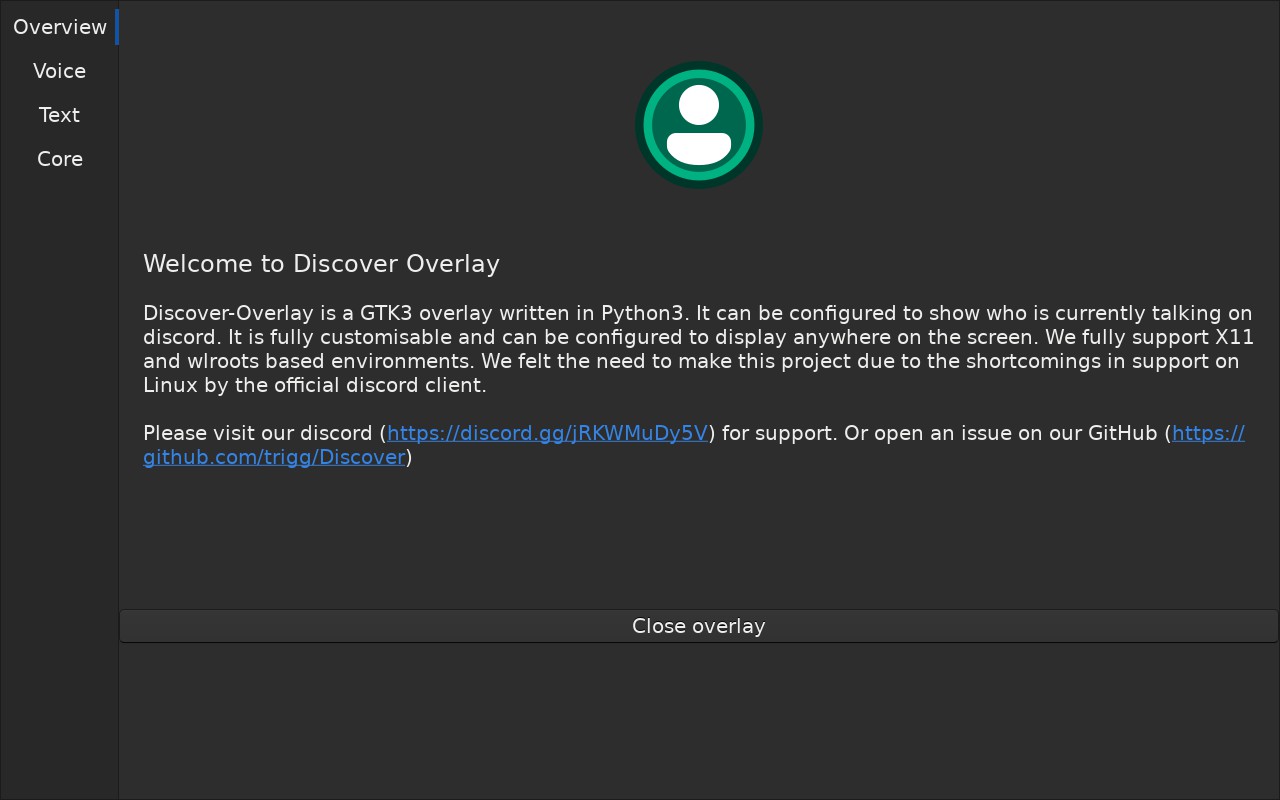 Overview
Voice
Text
Core
Welcome to Discover Overlay
Discover-Overlay is a GTK3 overlay written in Python3. It can be configured to show who is currently talking on
discord. It is fully customisable and can be configured to display anywhere on the screen. We fully support X11
and wlroots based environments. We felt the need to make this project due to the shortcomings in support on
Linux by the official discord client.
Please visit our discord (https://discord.gg/jRKWMuDy5V) for support. Or open an issue on our GitHub (https://
github.com/trigg/Discover)
Close overlay